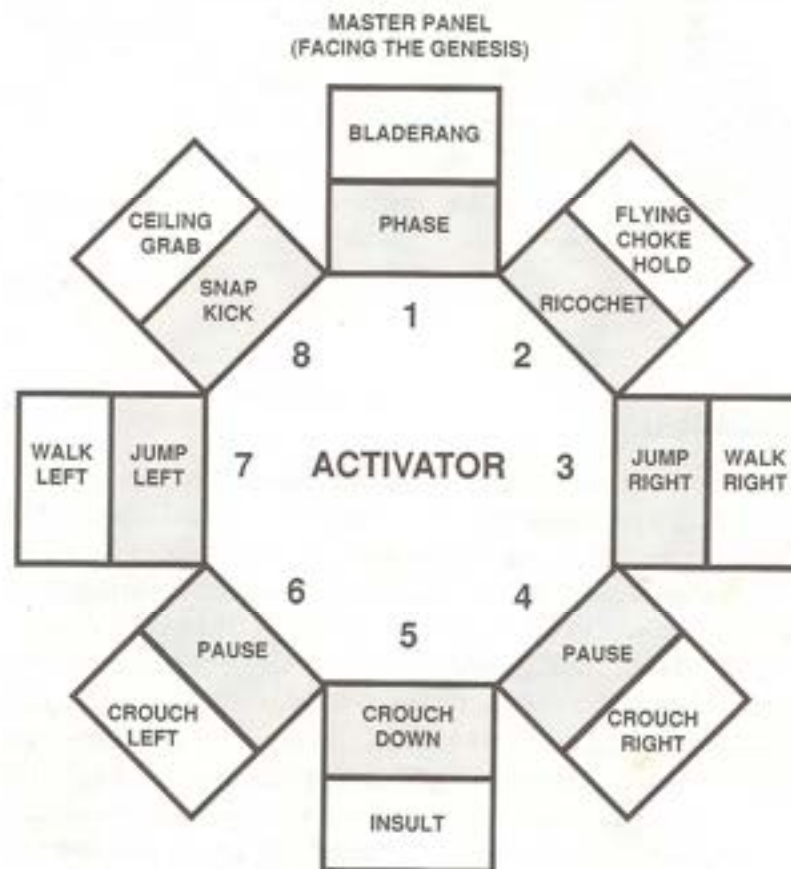 MASTER PANEL
(FACING THE GENESIS)
BLADERANG
PHASE
CEILING
GRAB
SNAP
KICK
FLYING
CHOKE
HOLD
RICOCHET
1
8
2
WALK
LEFT
JUMP
LEFT
7
ACTIVATOR
3
JUMP
RIGHT
WALK
RIGHT
6
4
5
PAUSE
CROUCH
LEFT
CROUCH
DOWN
INSULT
PAUSE
CROUCH
RIGHT